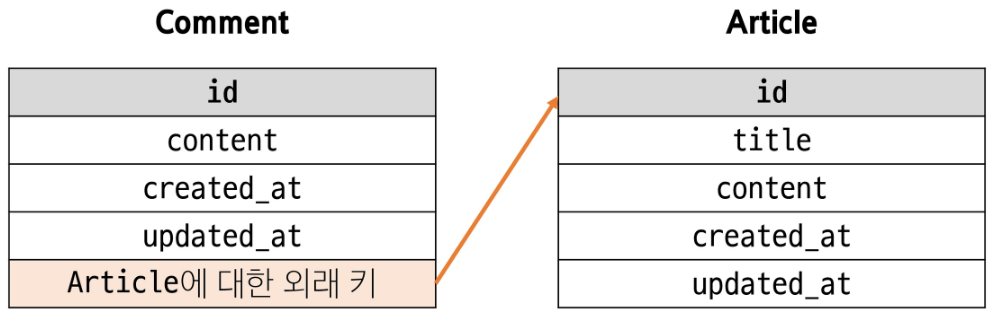 Comment
id
content
created_at
updated_at
Article에 대한 외래 키
Article
id
title
content
created_at
updated_at